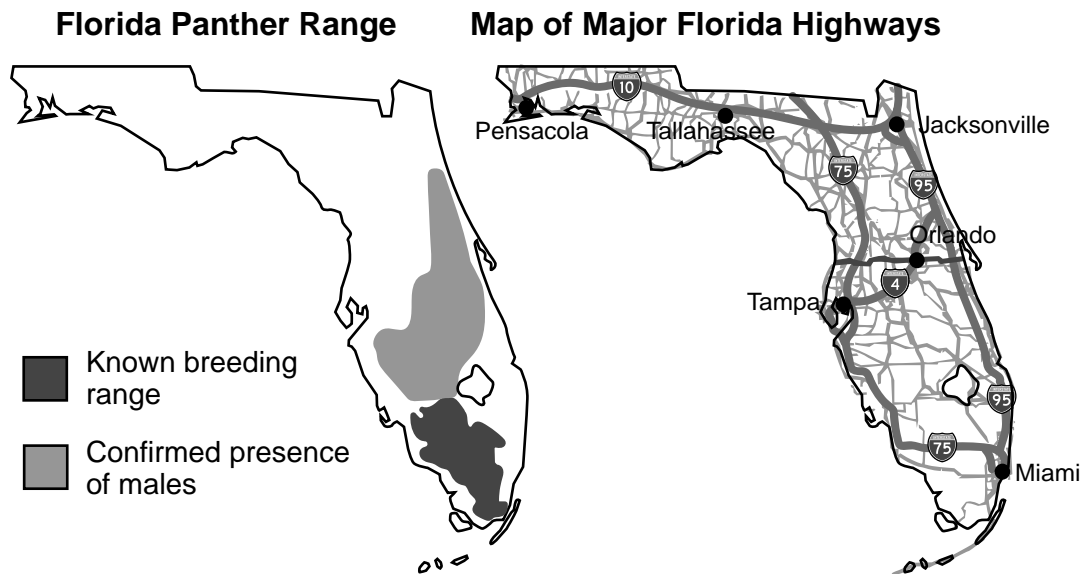 Florida Panther Range
Map of Major Florida Highways
10
Pensacola
Tallahassee
Jacksonville
75
95
Orlando
4
Tampa
Known breeding
range
95
Confirmed presence
of males
75
Miami